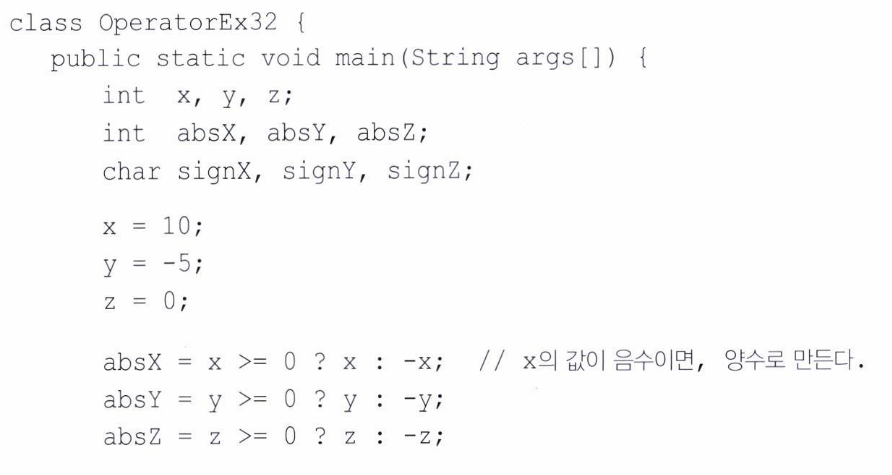 class OperatorEx32 {
public static void main(String args[]) {
int x, y, z;
int absX, absY, absZ;
char signX, signY, signZ;
x = 10;
y = -5;
z = 0;
absX = x >= 0 ? x : -x; // x의 값이 음수이면, 양수로 만든다.
absY = y >= 0 ? y : -y;
absZ = z >= 0 ? z : -z;